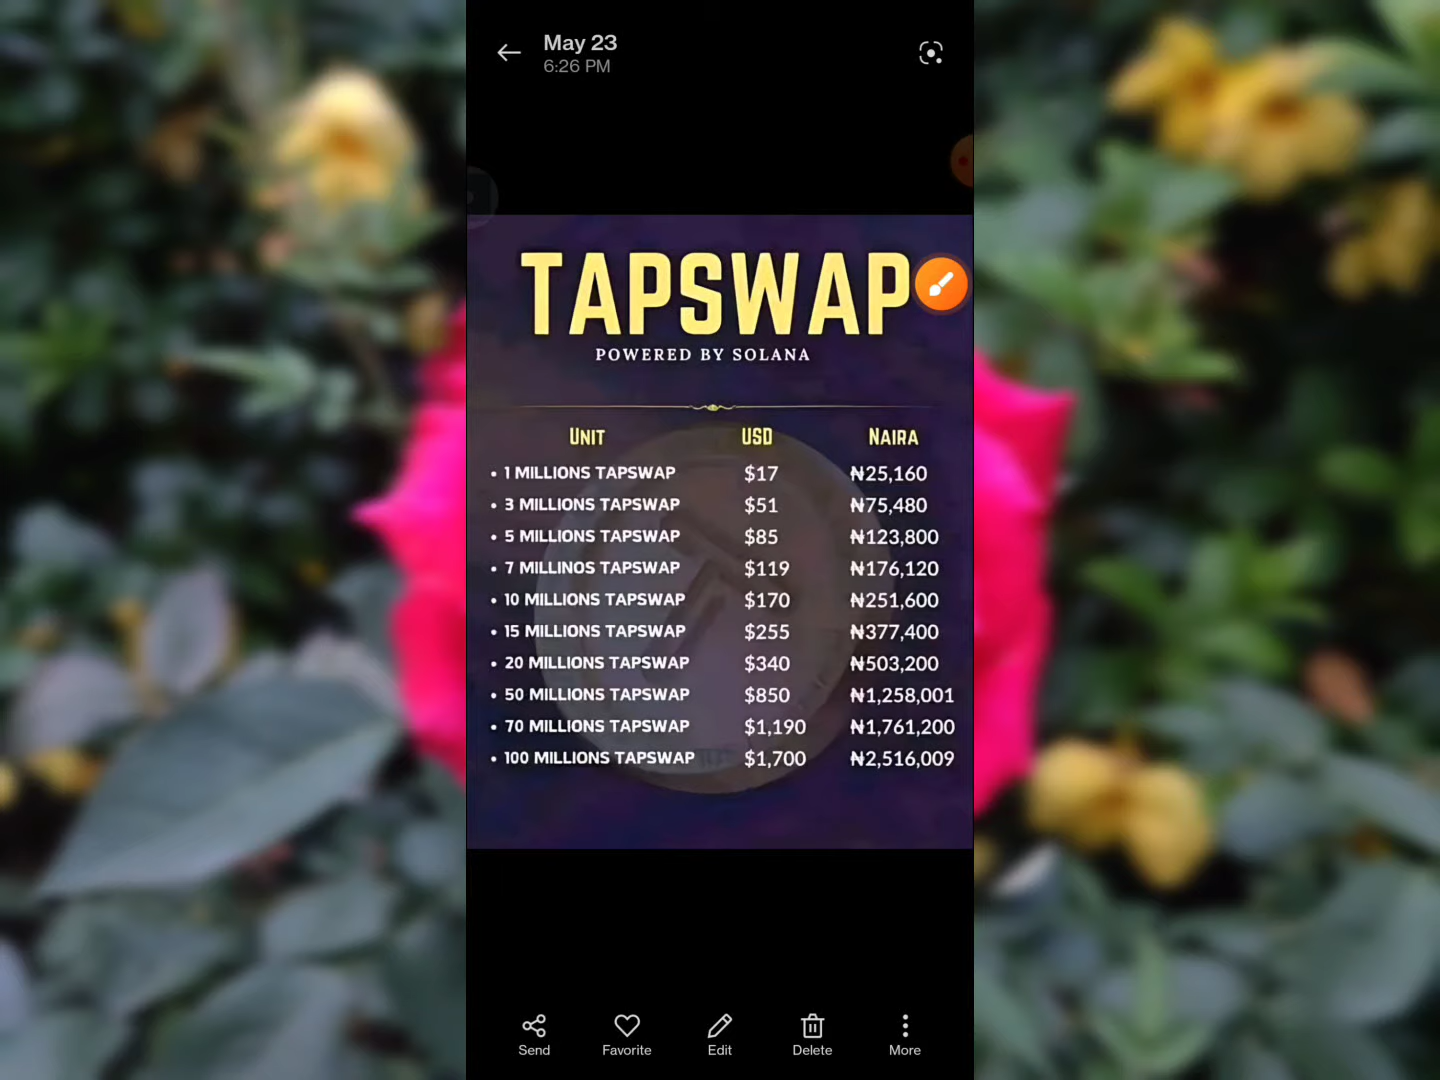 May 23
6:26 PM
TAPSWAP
POWERED BY SOLANA
UNIT USD NAIRA
• 1 MILLIONS TAPSWAP $17 ₦25,160
• 3 MILLIONS TAPSWAP $51 ₦75,480
• 5 MILLIONS TAPSWAP $85 ₦123,800
• 7 MILLINOS TAPSWAP $119 ₦176,120
• 10 MILLIONS TAPSWAP $170 ₦251,600
• 15 MILLIONS TAPSWAP $255 ₦377,400
• 20 MILLIONS TAPSWAP $340 ₦503,200
• 50 MILLIONS TAPSWAP $850 ₦1,258,001
• 70 MILLIONS TAPSWAP $1,190 ₦1,761,200
• 100 MILLIONS TAPSWAP $1,700 ₦2,516,009
Send Favorite Edit Delete More